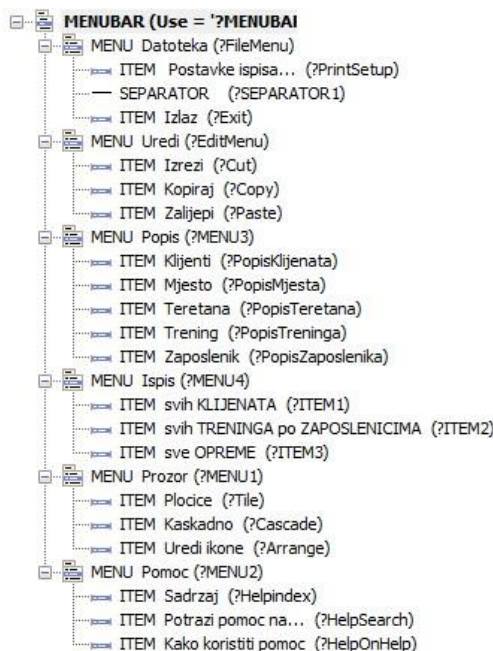 MENUBAR (Use = '?MENUBAI
MENU Datoteka (?FileMenu)
ITEM Postavke ispisa... (?PrintSetup)
SEPARATOR (?SEPARATOR1)
ITEM Izlaz (?Exit)
MENU Uredi (?EditMenu)
ITEM Izrezi (?Cut)
ITEM Kopiraj (?Copy)
ITEM Zalijepi (?Paste)
MENU Popis (?MENU3)
ITEM Klijenti (?PopisKlijenata)
ITEM Mjesto (?PopisMjesta)
ITEM Teretana (?PopisTeretana)
ITEM Trening (?PopisTreninga)
ITEM Zaposlenik (?PopisZaposlenika)
MENU Ispis (?MENU4)
ITEM svih KLIJENATA (?ITEM1)
ITEM svih TRENINGA po ZAPOSLENICIMA (?ITEM2)
ITEM sve OPREME (?ITEM3)
MENU Prozor (?MENU1)
ITEM Plocice (?Tile)
ITEM Kaskadno (?Cascade)
ITEM Uredi ikone (?Arrange)
MENU Pomoc (?MENU2)
ITEM Sadrzaj (?Helpindex)
ITEM Potrazi pomoc na... (?HelpSearch)
ITEM Kako koristiti pomoc (?HelpOnHelp)